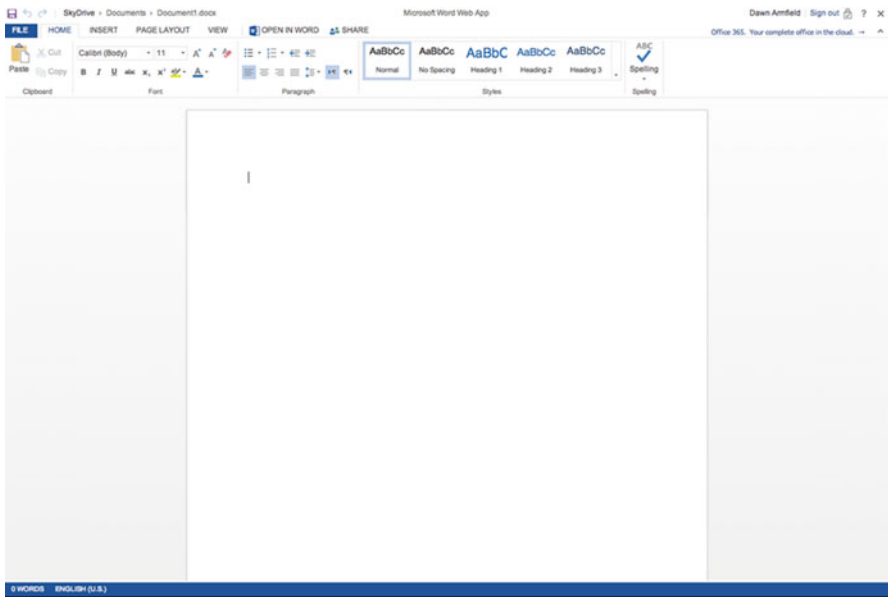 SkyDrive › Documents › Document1.docx Microsoft Word Web App Dawn Armfield Sign out ? X
FILE HOME INSERT PAGE LAYOUT VIEW OPEN IN WORD SHARE Office 365. Your complete office in the cloud. →
Paste Cut Copy
Calibri (Body) 11 A A
B I U abc x, x' A
AaBbCc AaBbCc AaBbC AaBbCc AaBbCc ABC
Normal No Spacing Heading 1 Heading 2 Heading 3 Spelling
Clipboard Font Paragraph Styles Spelling
0 WORDS ENGLISH (U.S.)